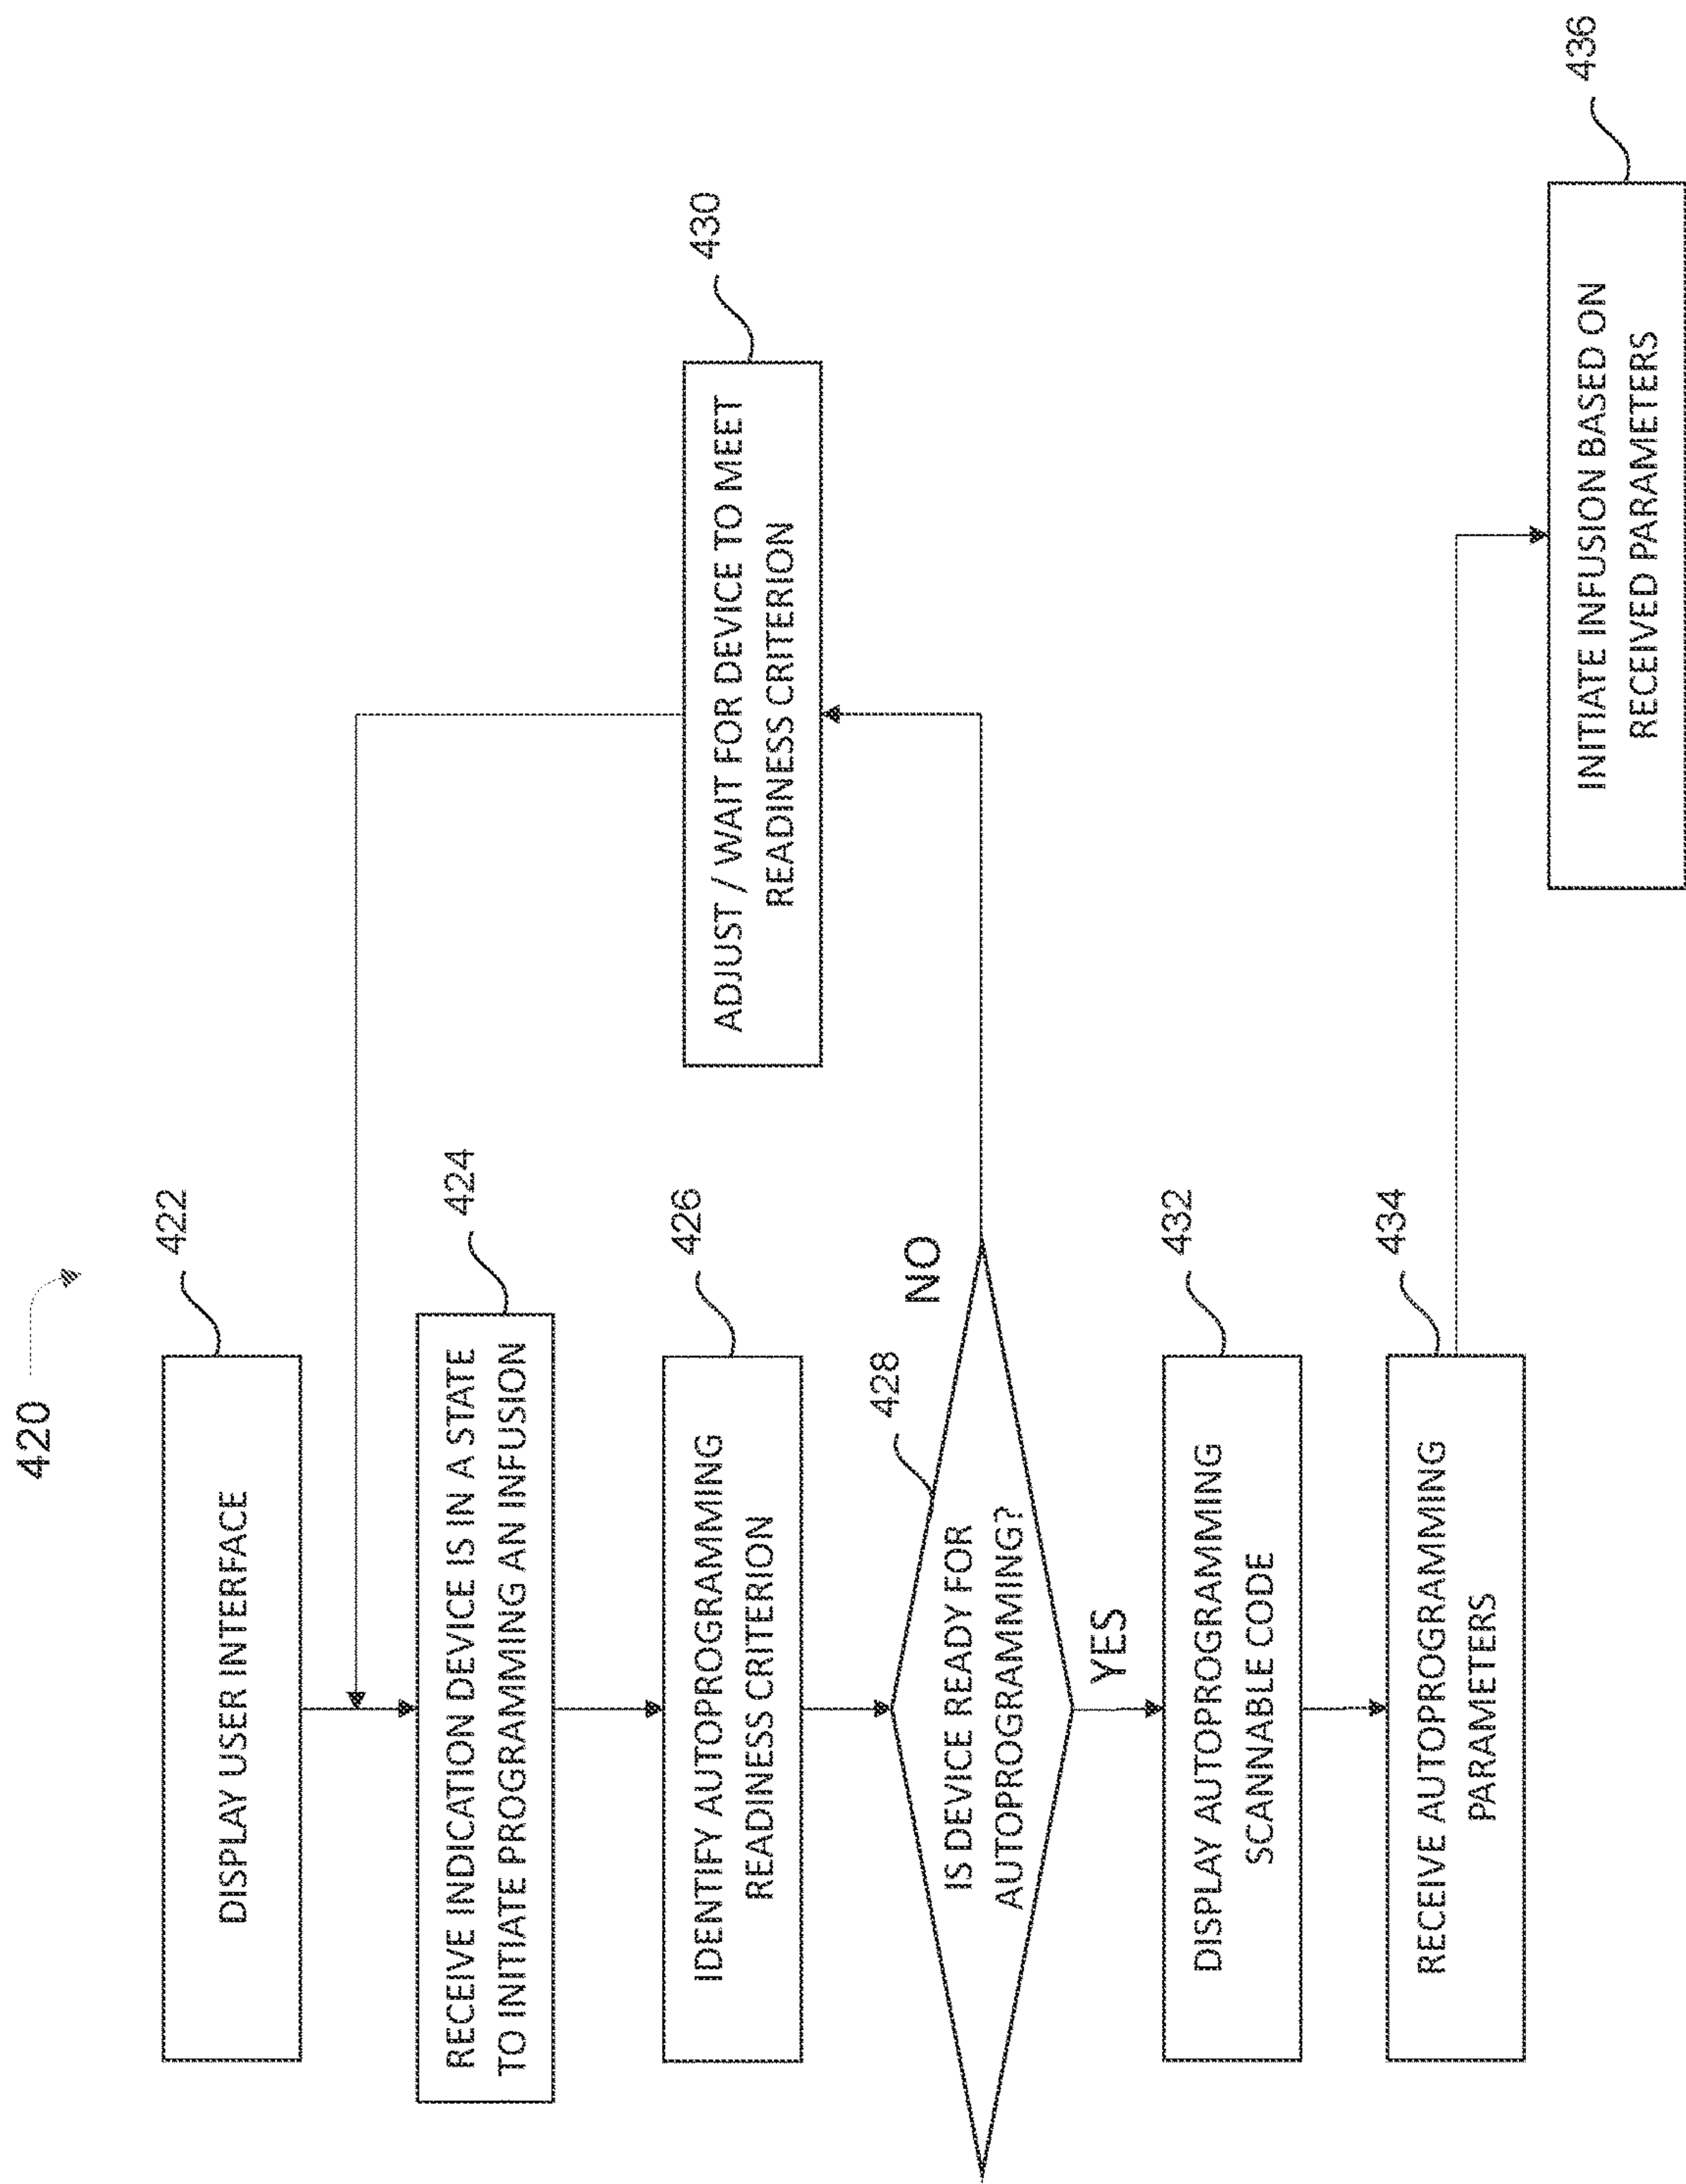 420
422
DISPLAY USER INTERFACE
424
RECEIVE INDICATION DEVICE IS IN A STATE
TO INITIATE PROGRAMMING AN INFUSION
426
IDENTIFY AUTOPROGRAMMING
READINESS CRITERION
430
ADJUST / WAIT FOR DEVICE TO MEET
READINESS CRITERION
428
NO
IS DEVICE READY FOR
AUTOPROGRAMMING?
YES
432
DISPLAY AUTOPROGRAMMING
SCANNABLE CODE
434
RECEIVE AUTOPROGRAMMING
PARAMETERS
436
INITIATE INFUSION BASED ON
RECEIVED PARAMETERS